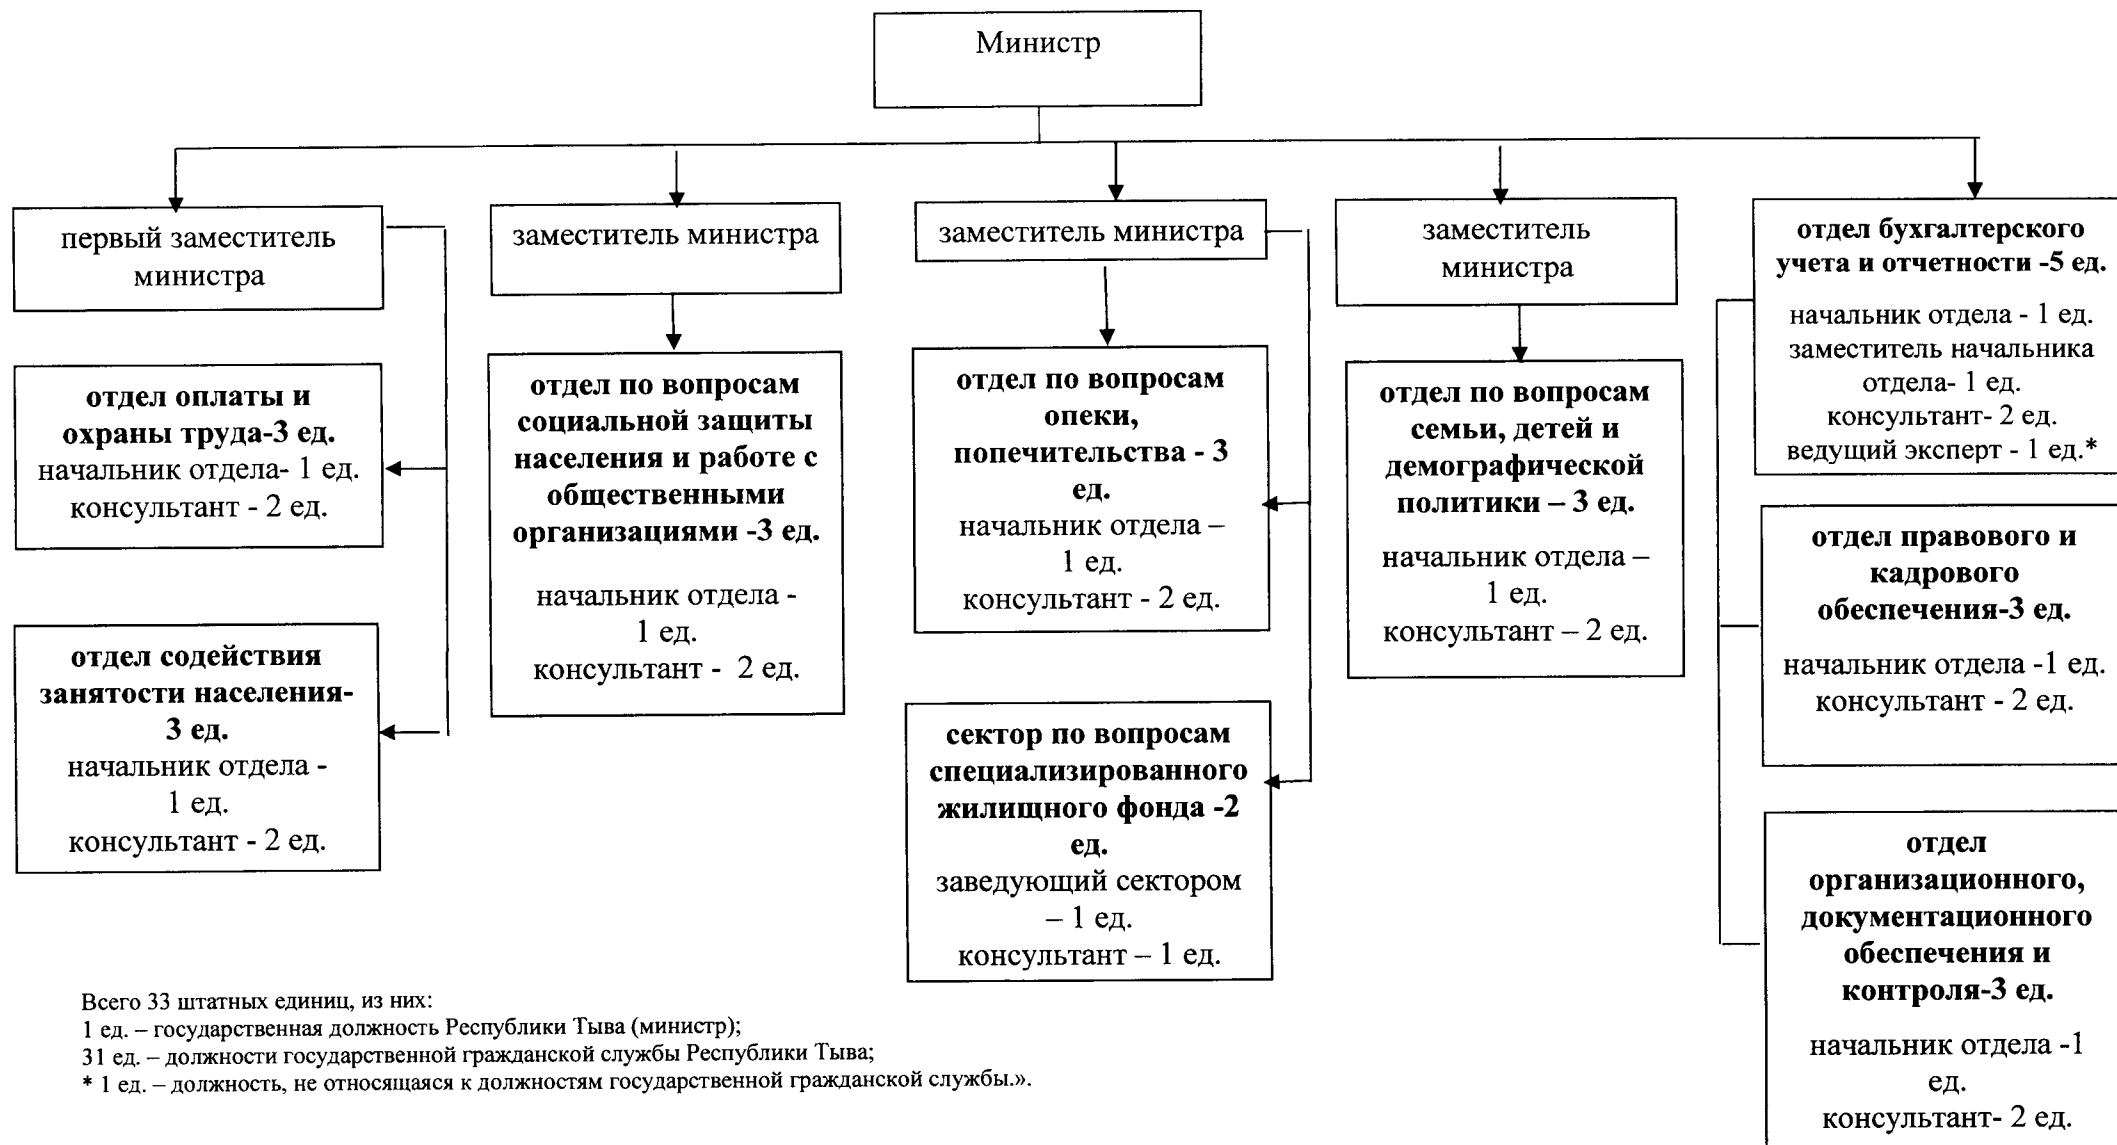 Министр
первый заместитель
министра
заместитель министра
заместитель министра
заместитель
министра
отдел бухгалтерского
учета и отчетности -5 ед.
начальник отдела - 1 ед.
заместитель начальника
отдела- 1 ед.
консультант- 2 ед.
ведущий эксперт - 1 ед.*
отдел оплаты и
охраны труда-3 ед.
начальник отдела- 1 ед.
консультант - 2 ед.
отдел содействия
занятости населения-
3 ед.
начальник отдела -
1 ед.
консультант - 2 ед.
отдел по вопросам
социальной защиты
населения и работе с
общественными
организациями -3 ед.
начальник отдела -
1 ед.
консультант - 2 ед.
отдел по вопросам
опеки,
попечительства - 3
ед.
начальник отдела –
1 ед.
консультант - 2 ед.
сектор по вопросам
специализированного
жилищного фонда -2
ед.
заведующий сектором
– 1 ед.
консультант – 1 ед.
отдел по вопросам
семьи, детей и
демографической
политики – 3 ед.
начальник отдела –
1 ед.
консультант – 2 ед.
отдел правового и
кадрового
обеспечения-3 ед.
начальник отдела -1 ед.
консультант - 2 ед.
отдел
организационного,
документационного
обеспечения и
контроля-3 ед.
начальник отдела -1
ед.
консультант- 2 ед.
Всего 33 штатных единиц, из них:
1 ед. – государственная должность Республики Тыва (министр);
31 ед. – должности государственной гражданской службы Республики Тыва;
* 1 ед. – должность, не относящаяся к должностям государственной гражданской службы.».